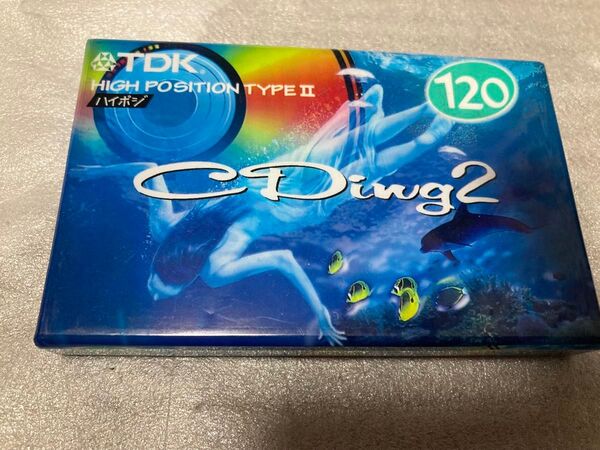 TDK
HIGH POSITION TYPE II
ハイポジ
120
CDing2